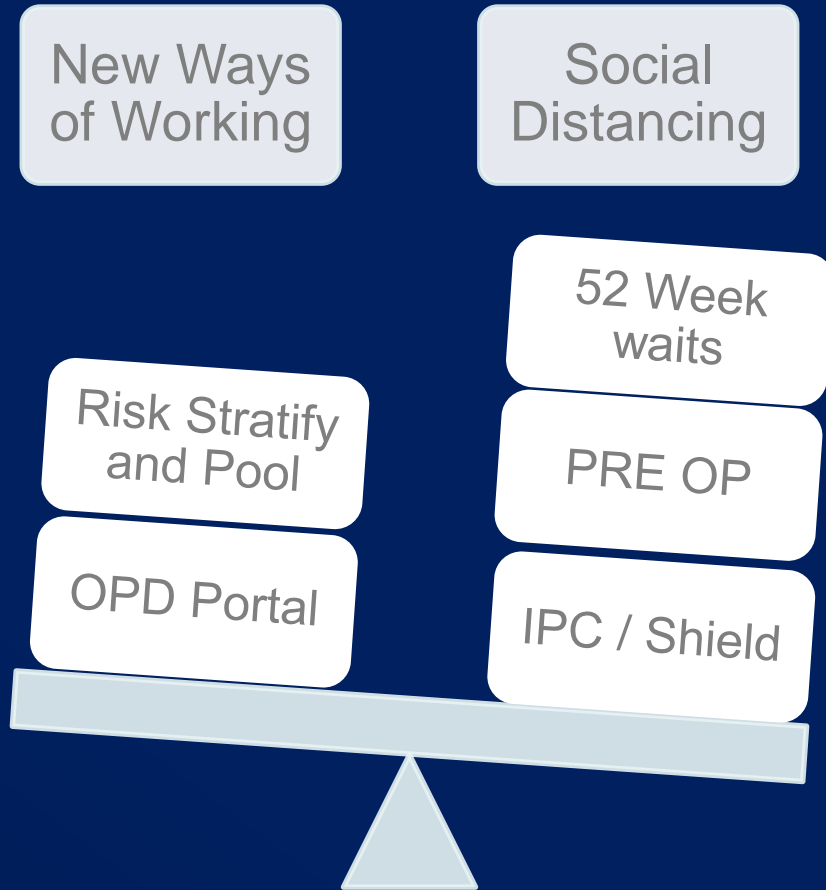 New Ways
of Working
Social
Distancing
52 Week
waits
Risk Stratify
and Pool
PRE OP
OPD Portal
IPC / Shield